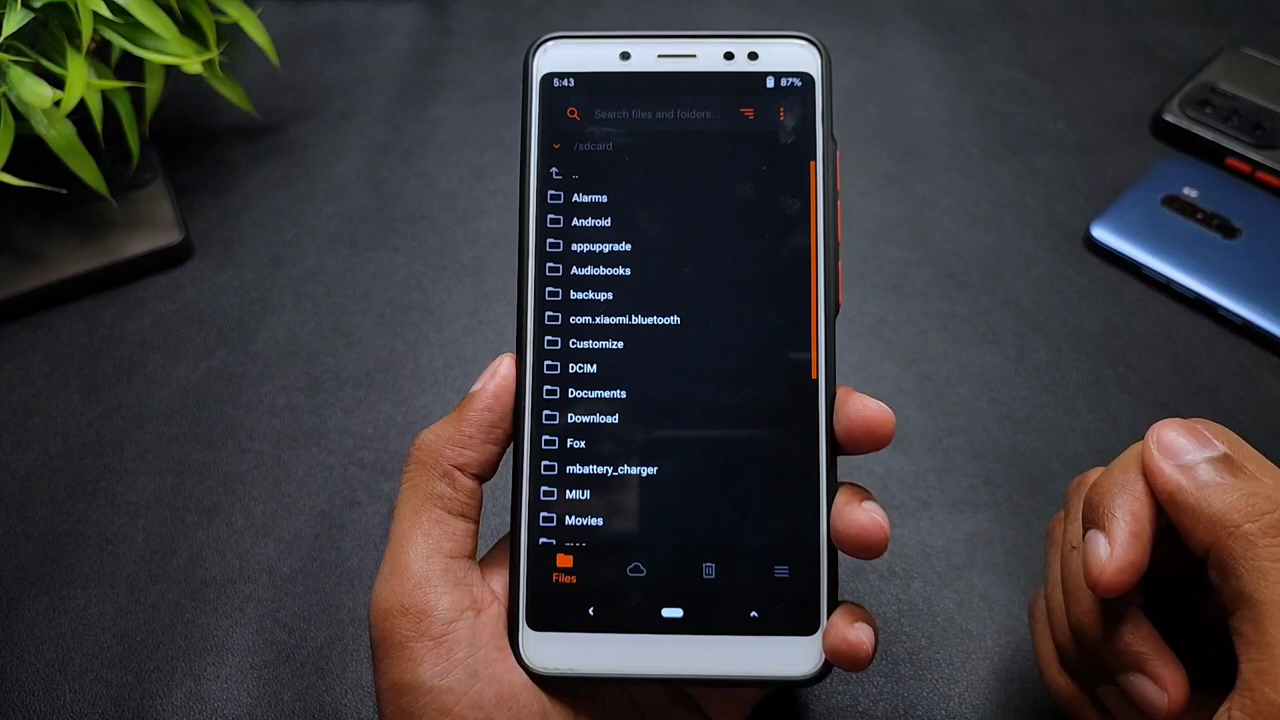 5:43
87%
Search files and folders...
/sdcard
..
Alarms
Android
appupgrade
Audiobooks
backups
com.xiaomi.bluetooth
Customize
DCIM
Documents
Download
Fox
mbattery_charger
MIUI
Movies
Files